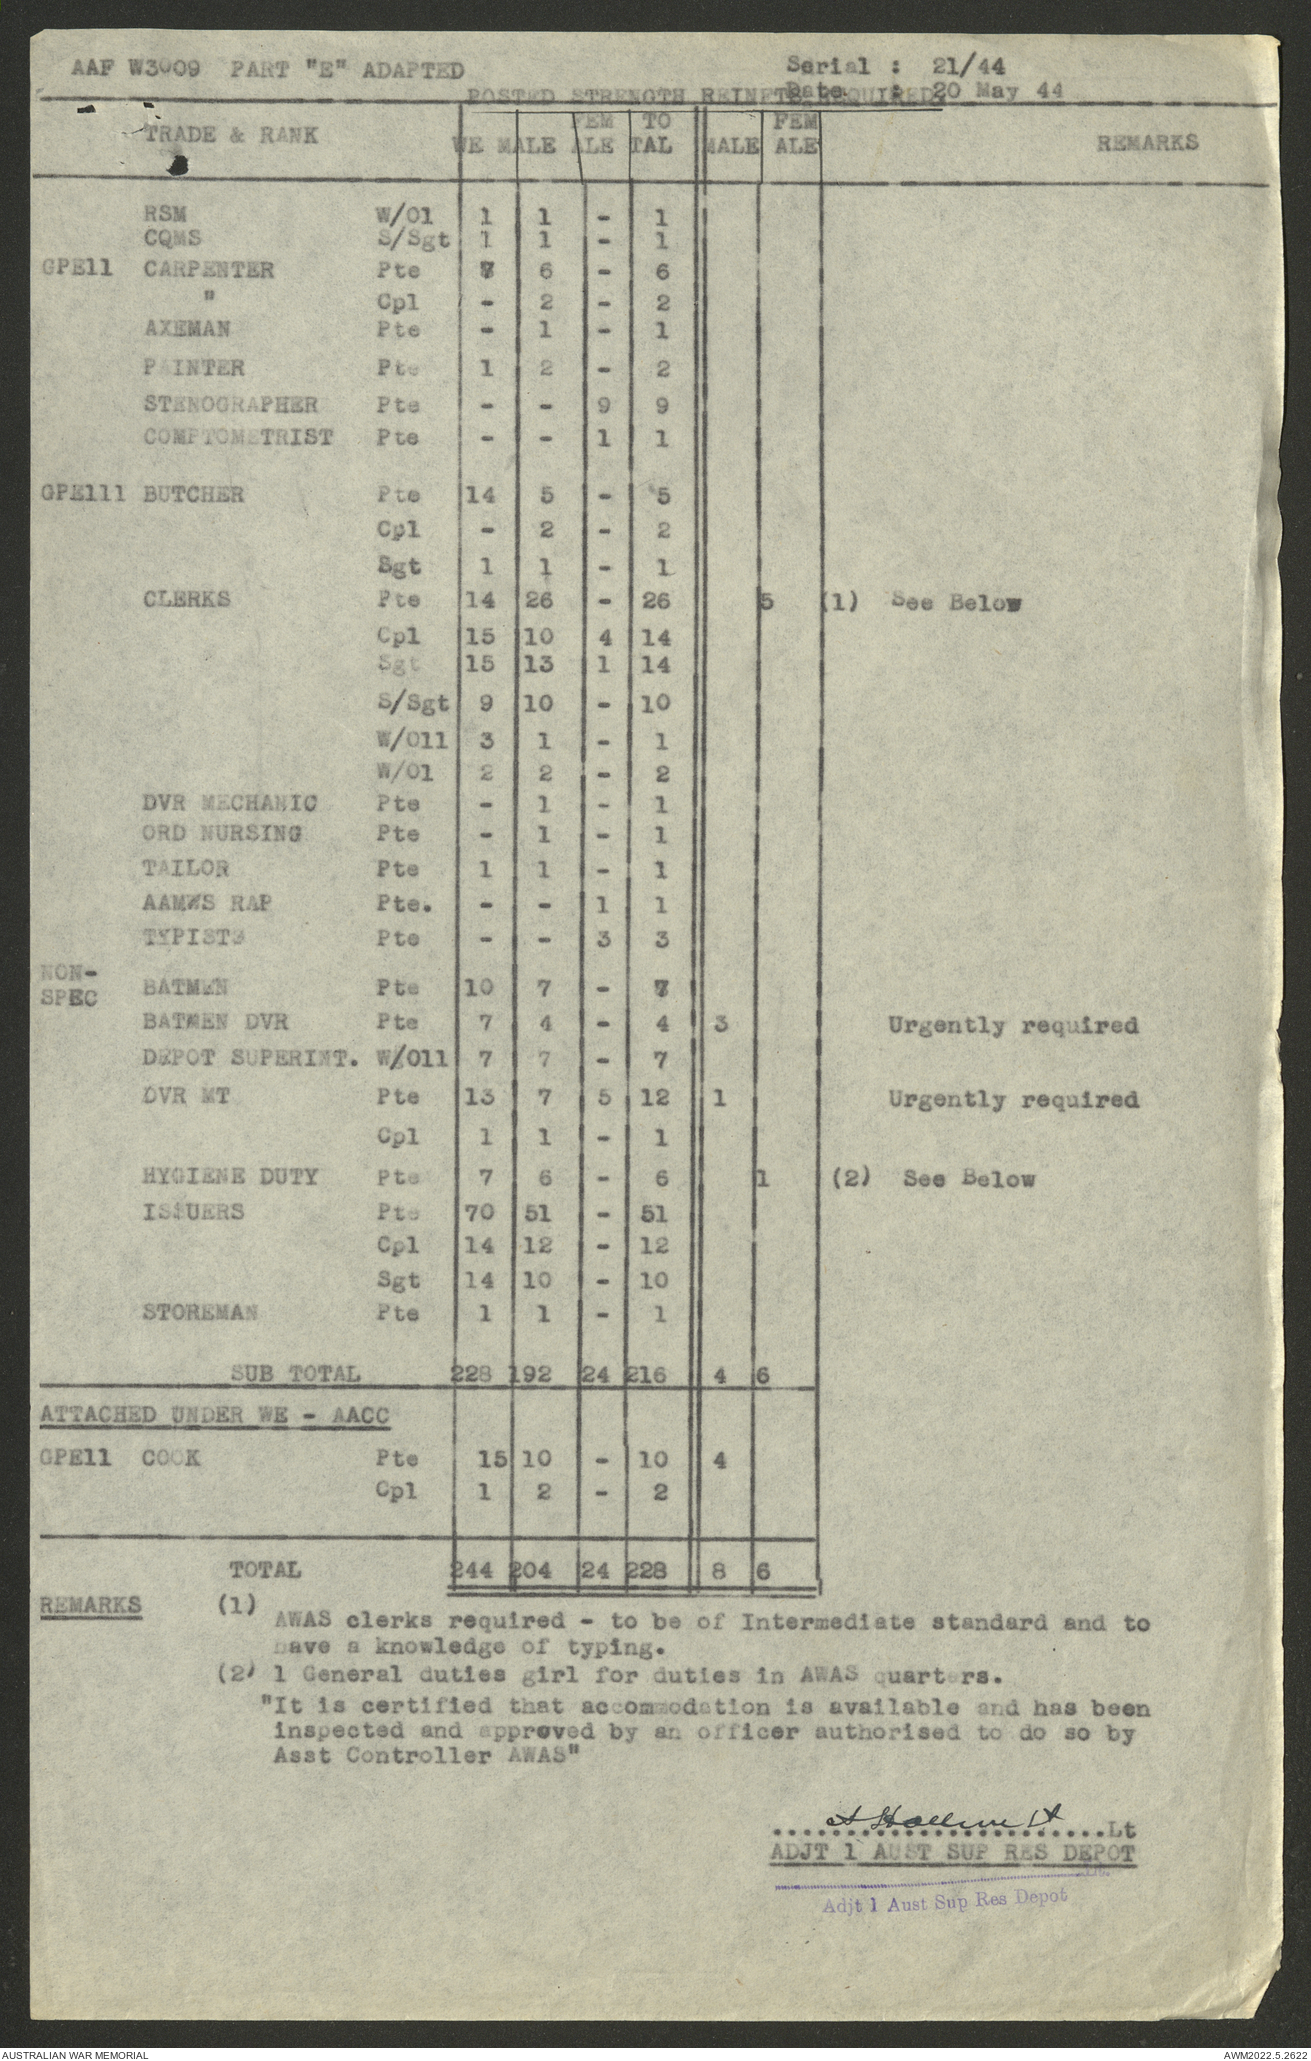 AAF W3009 PART "E" ADAPTED Serial : 21/44
Date : 20 May 44
POSTED STRENGTH REINFTS REQUIRED
TRADE & RANK WE MALE FEM ALE TO TAL MALE FEM ALE REMARKS
RSM W/O1 1 1 - 1
CQMS S/Sgt 1 1 - 1
GPE11 CARPENTER Pte 7 6 - 6
" Cpl - 2 - 2
AXEMAN Pte - 1 - 1
PAINTER Pte 1 2 - 2
STENOGRAPHER Pte - - 9 9
COMPTOMETRIST Pte - - 1 1
GPE111 BUTCHER Pte 14 5 - 5
Cpl - 2 - 2
Sgt 1 1 - 1
CLERKS Pte 14 26 - 26 5 (1) See Below
Cpl 15 10 4 14
Sgt 15 13 1 14
S/Sgt 9 10 - 10
W/O11 3 1 - 1
W/O1 2 2 - 2
DVR MECHANIC Pte - 1 - 1
ORD NURSING Pte - 1 - 1
TAILOR Pte 1 1 - 1
AAMWS RAP Pte. - - 1 1
TYPISTS Pte - - 3 3
NON-
SPEC BATMEN Pte 10 7 - 7
BATMEN DVR Pte 7 4 - 4 3 Urgently required
DEPOT SUPERINT. W/O11 7 7 - 7
DVR MT Pte 13 7 5 12 1 Urgently required
Cpl 1 1 - 1
HYGIENE DUTY Pte 7 6 - 6 1 (2) See Below
ISSUERS Pte 70 51 - 51
Cpl 14 12 - 12
Sgt 14 10 - 10
STOREMAN Pte 1 1 - 1
SUB TOTAL 228 192 24 216 4 6
ATTACHED UNDER WE - AACC
GPE11 COOK Pte 15 10 - 10 4
Cpl 1 2 - 2
TOTAL 244 204 24 228 8 6
REMARKS (1)
AWAS clerks required - to be of Intermediate standard and to
have a knowledge of typing.
(2) 1 General duties girl for duties in AWAS quarters.
"It is certified that accommodation is available and has been
inspected and approved by an officer authorised to do so by
Asst Controller AWAS"
.......................Lt
ADJT 1 AUST SUP RES DEPOT
Adjt 1 Aust Sup Res Depot
AUSTRALIAN WAR MEMORIAL AWM2022.5.2622